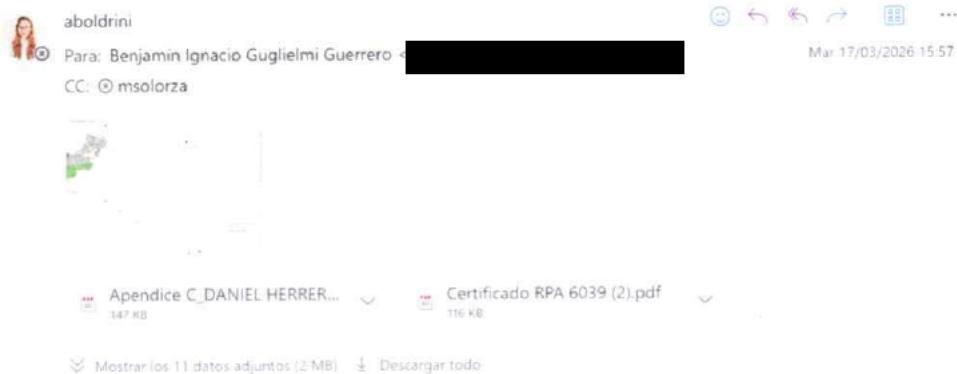 aboldrini
Para: Benjamin Ignacio Guglielmi Guerrero <
Mar 17/03/2026 15:57
CC: msolorza
Apendice C_DANIEL HERRER...
147 KB
Certificado RPA 6039 (2).pdf
116 KB
Mostrar los 11 datos adjuntos (2 MB) Descargar todo